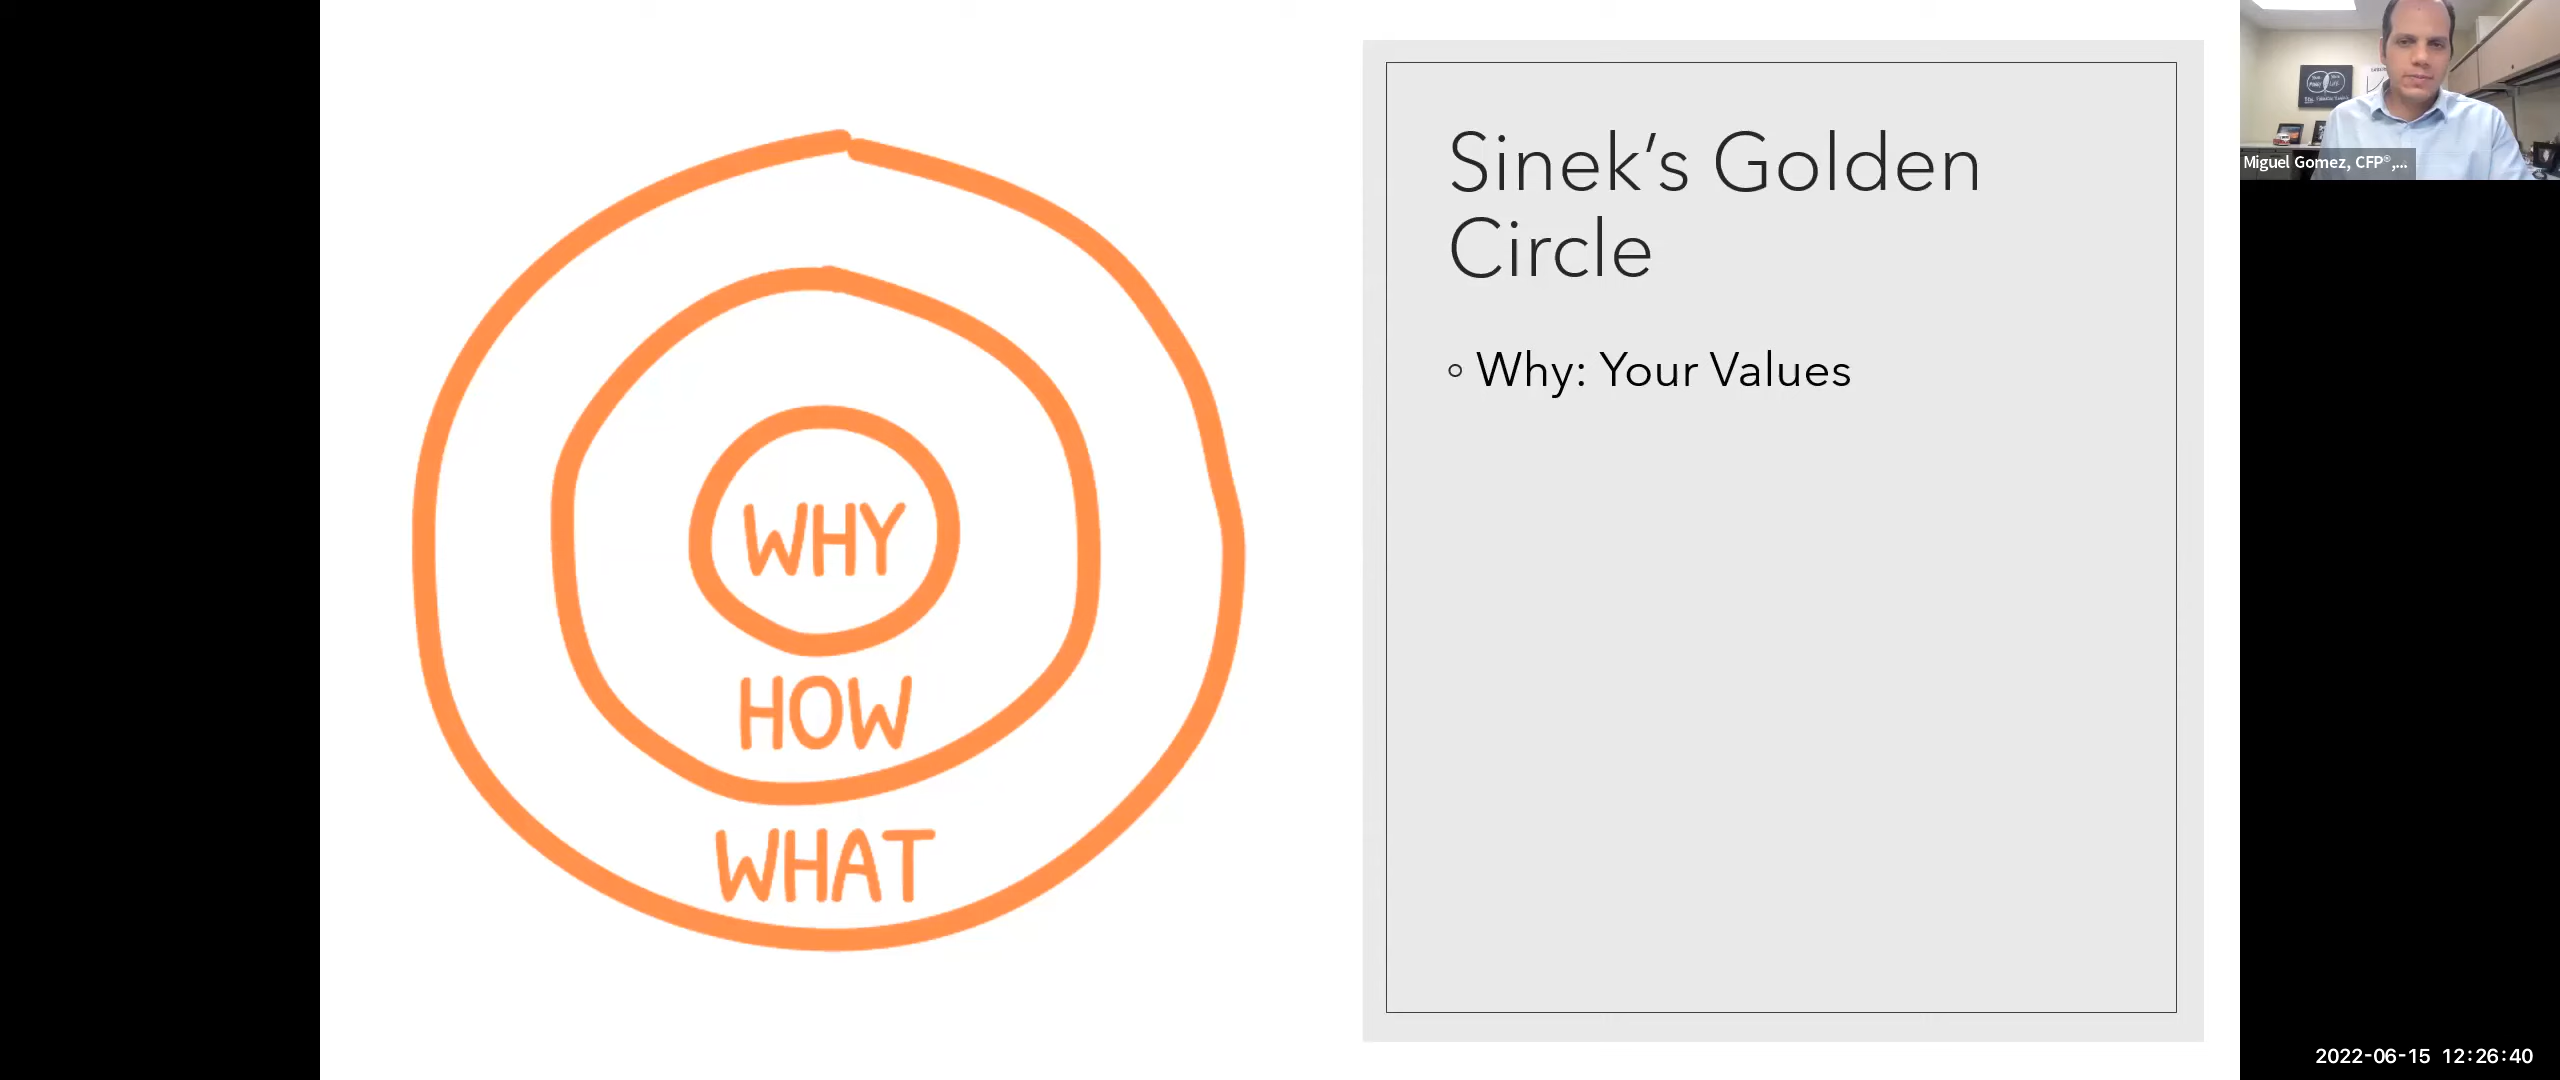 WHY
HOW
WHAT
Sinek’s Golden
Circle
Why: Your Values
Miguel Gomez, CFP®,...
2022-06-15 12:26:40